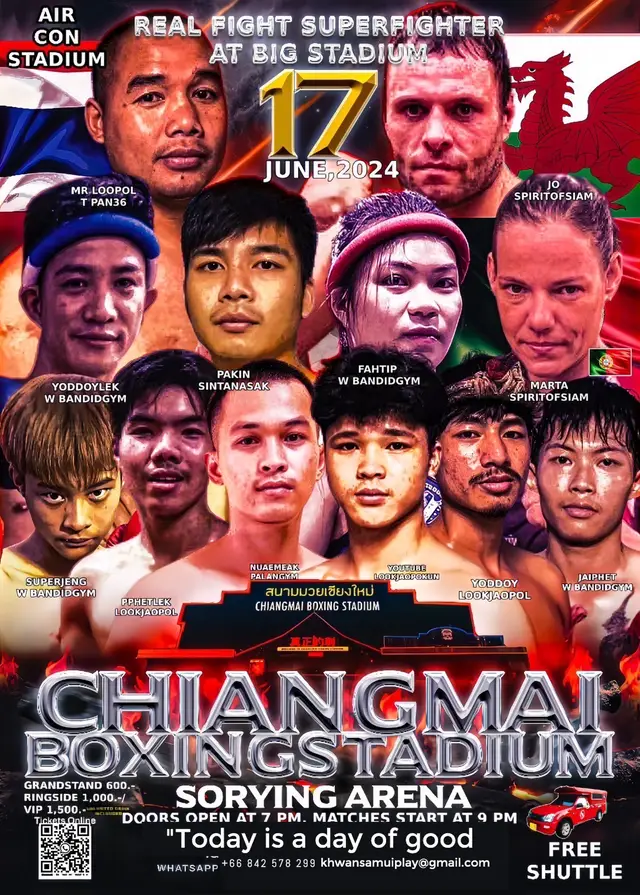 AIR
CON
STADIUM
REAL FIGHT SUPERFIGHTER
AT BIG STADIUM
17
JUNE,2024
MR.LOOPOL
T PAN36
JO
SPIRITOFSIAM
YODDOYLEK
W BANDIDGYM
PAKIN
SINTANASAK
FAHTIP
W BANDIDGYM
MARTA
SPIRITOFSIAM
SUPERJENG
W BANDIDGYM
PPHETLEK
LOOKJAOPOL
NUAEMEAK
PALANGYM
YOUTUBE
LOOKJAOPOKUN
YODDOY
LOOKJAOPOL
JAIPHET
W BANDIDGYM
สนามมวยเชียงใหม่
CHIANGMAI BOXING STADIUM
CHIANGMAI
BOXINGSTADIUM
GRANDSTAND 600.-
RINGSIDE 1,000.-/
VIP 1,500.-
Tickets Online
SORYING ARENA
DOORS OPEN AT 7 PM. MATCHES START AT 9 PM
"Today is a day of good
WHATSAPP +66 842 578 299 khwansamuiplay@gmail.com
FREE
SHUTTLE